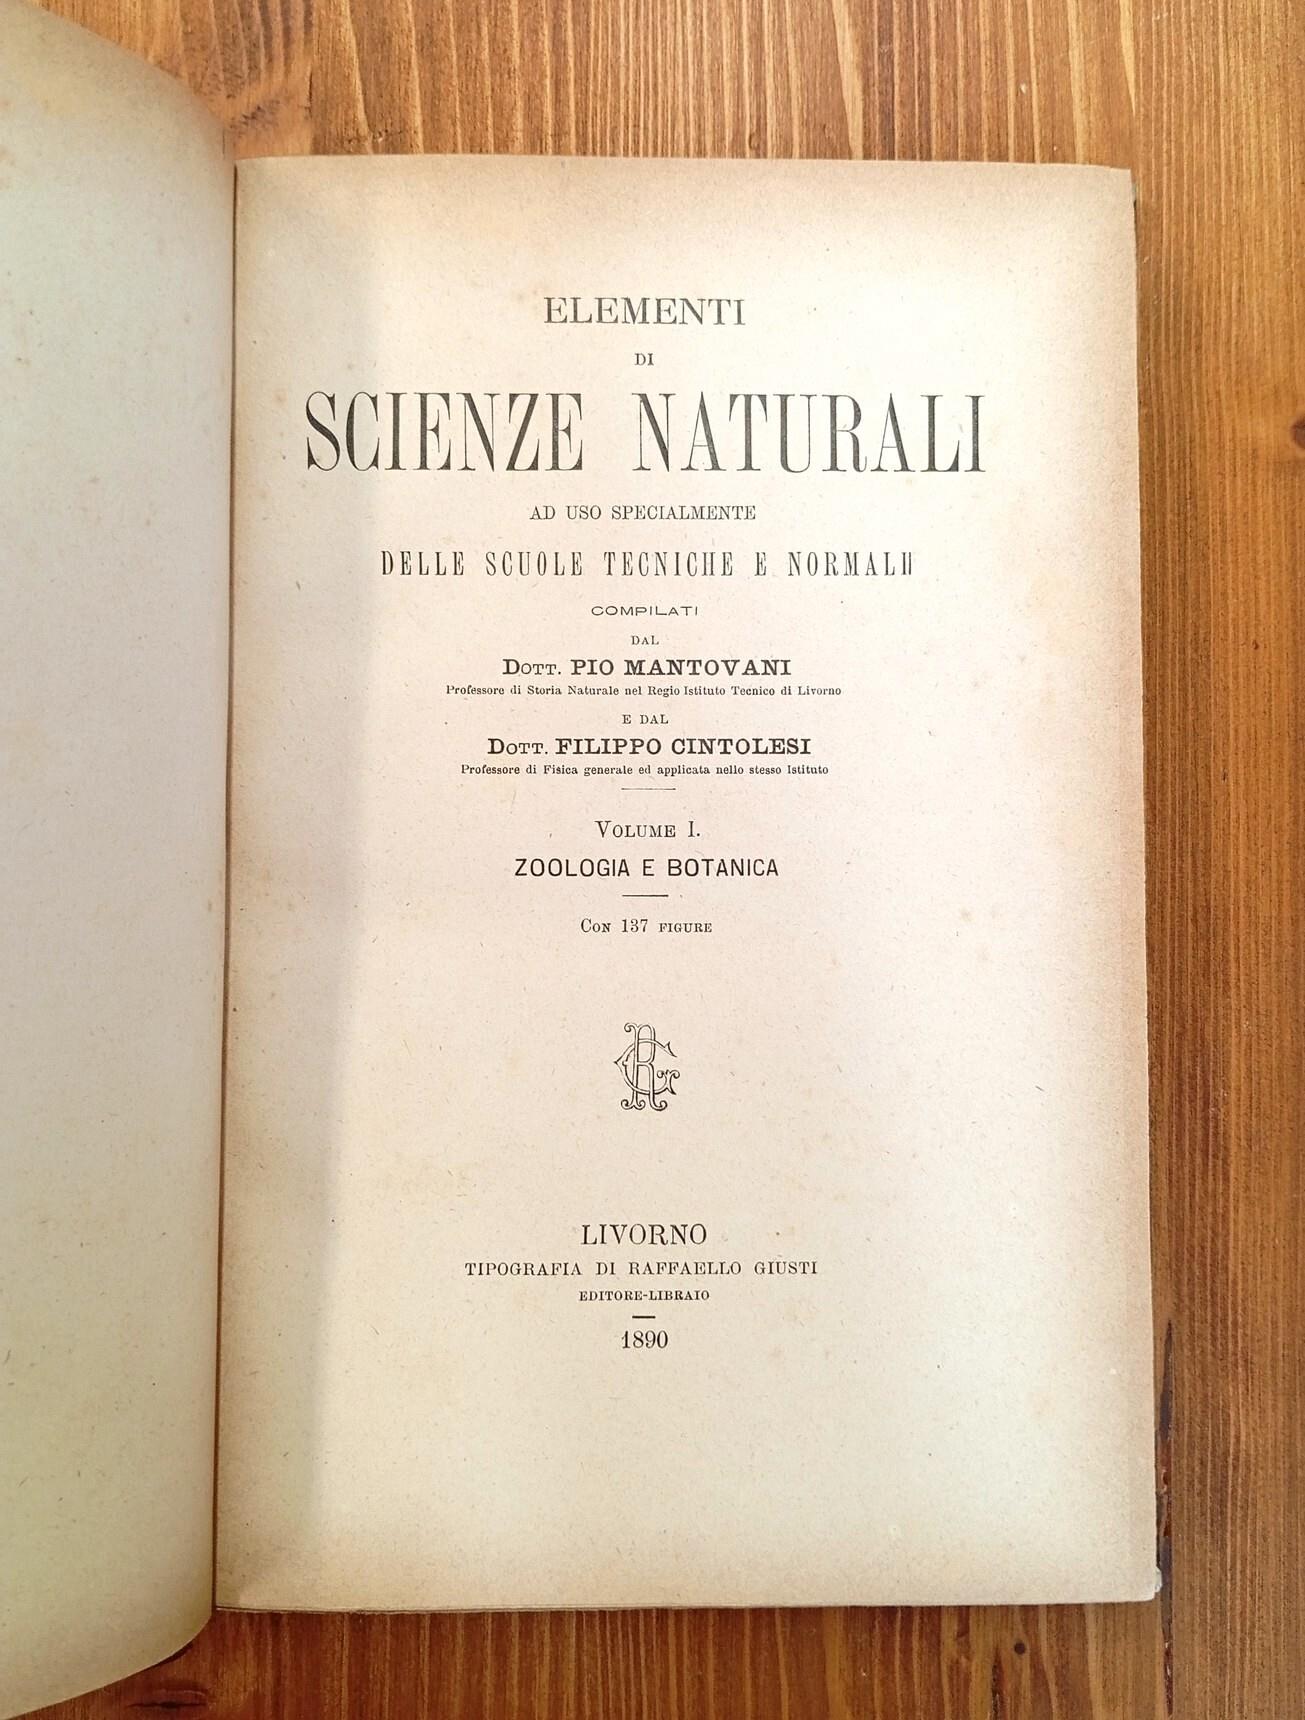 ELEMENTI
DI
SCIENZE NATURALI
AD USO SPECIALMENTE
DELLE SCUOLE TECNICHE E NORMALI
COMPILATI
DAL
DOTT. PIO MANTOVANI
Professore di Storia Naturale nel Regio Istituto Tecnico di Livorno
E DAL
DOTT. FILIPPO CINTOLESI
Professore di Fisica generale ed applicata nello stesso Istituto
VOLUME I.
ZOOLOGIA E BOTANICA
CON 137 FIGURE
RG
LIVORNO
TIPOGRAFIA DI RAFFAELLO GIUSTI
EDITORE-LIBRAIO
1890